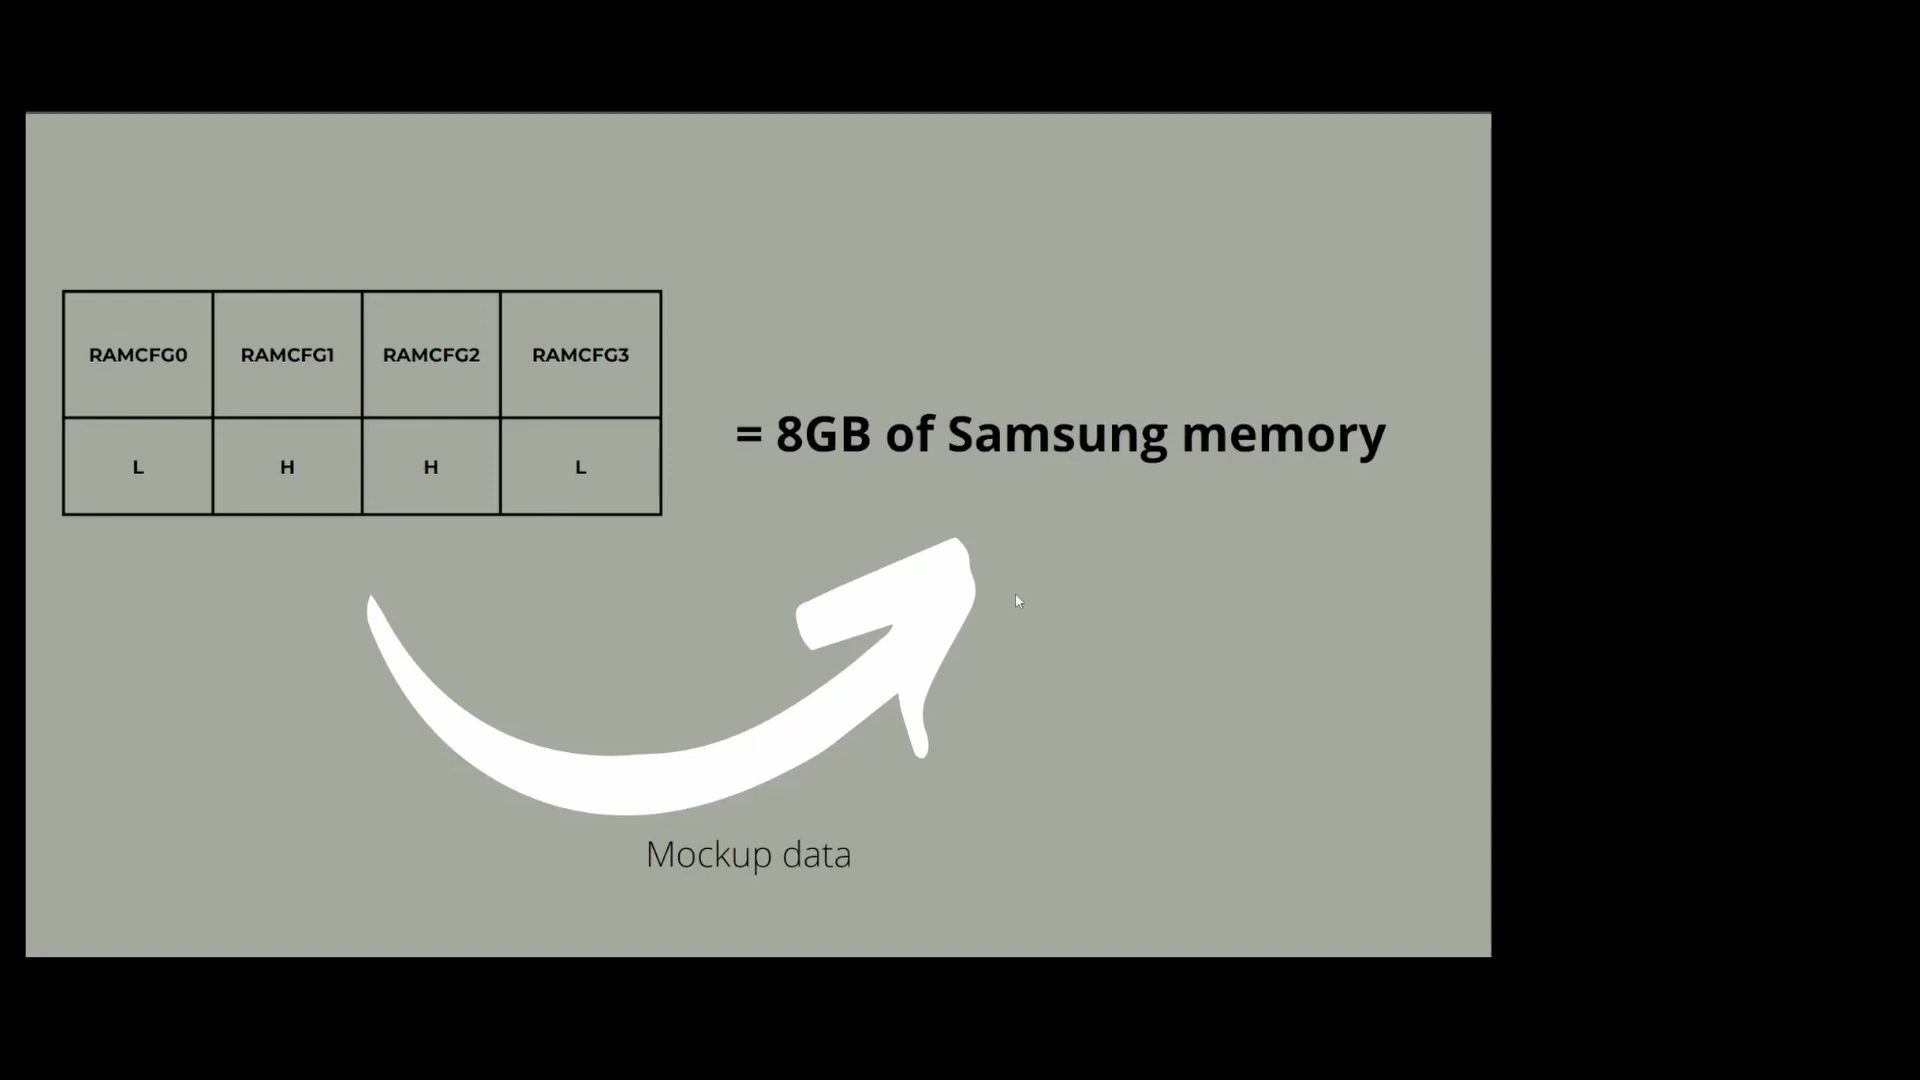 RAMCFG0 RAMCFG1 RAMCFG2 RAMCFG3
L H H L
= 8GB of Samsung memory
Mockup data